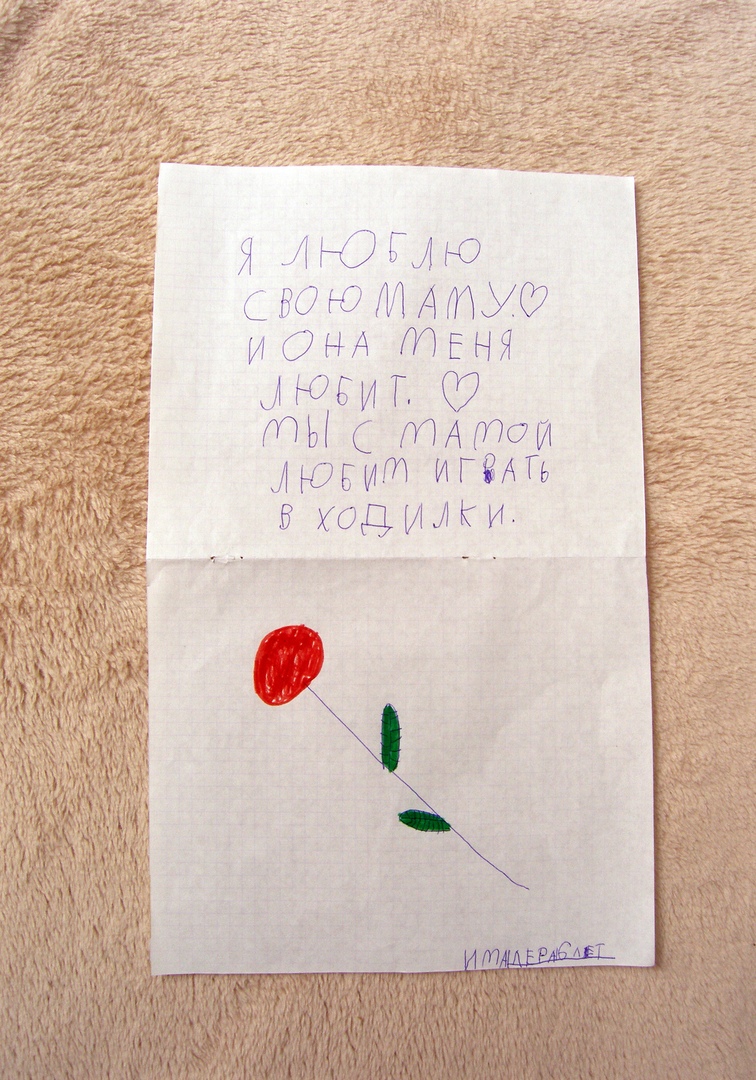 Я ЛЮБЛЮ
СВОЮ МАМУ.♡
И ОНА МЕНЯ
ЛЮБИТ. ♡
МЫ С МАМОЙ
ЛЮБИМ ИГРАТЬ
В ХОДИЛКИ.